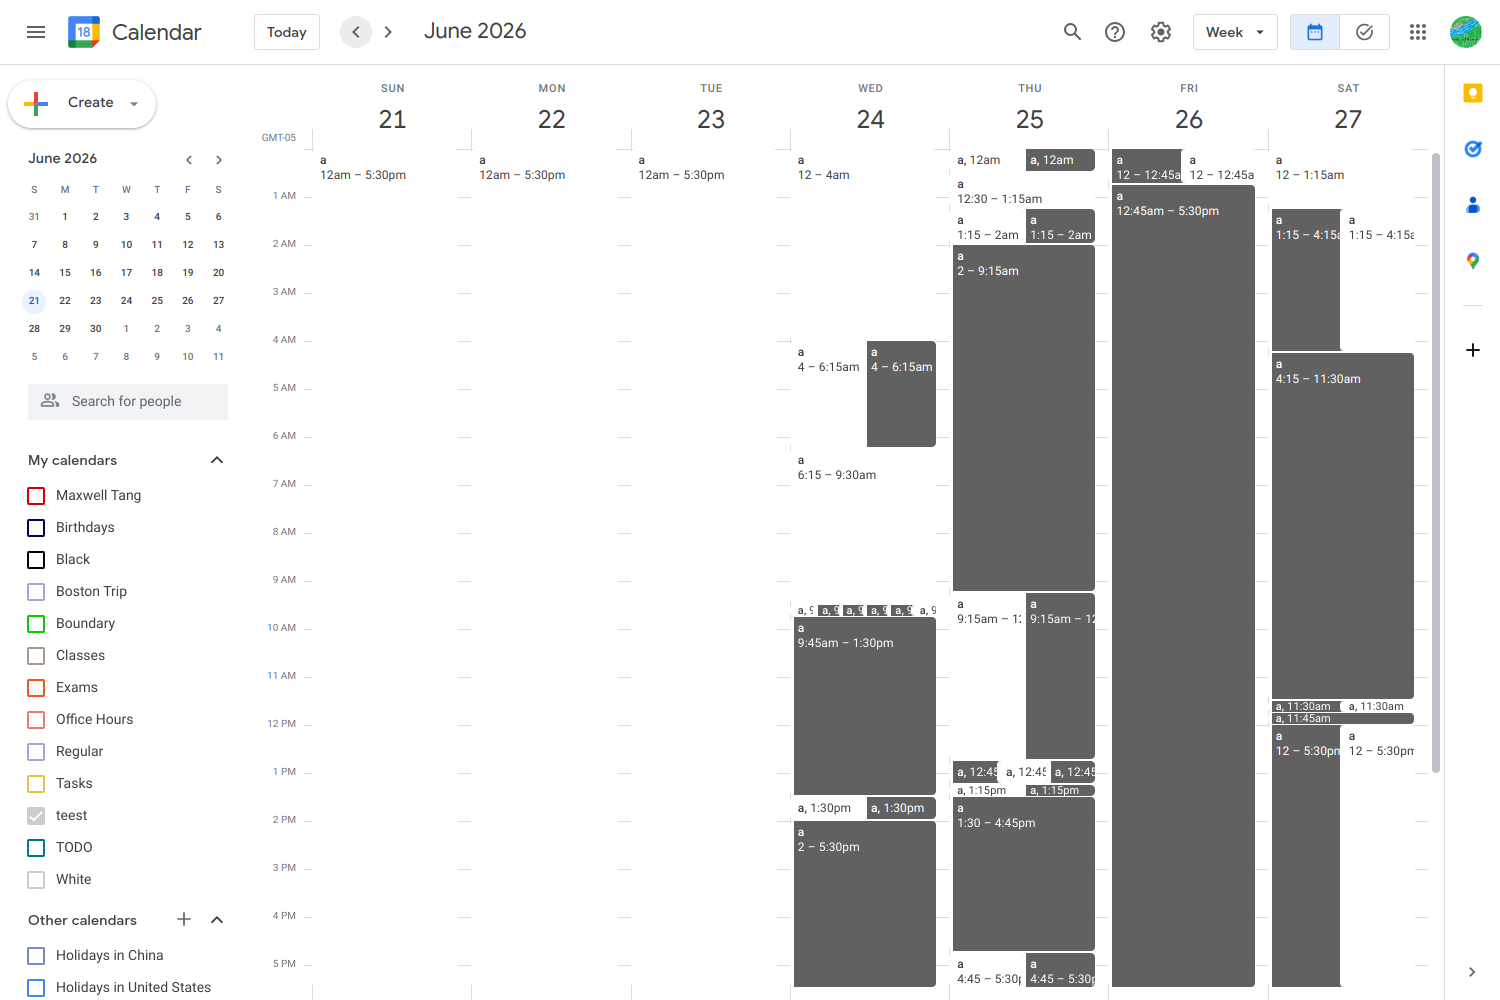 18 Calendar Today June 2026 Week
Create
SUN MON TUE WED THU FRI SAT
21 22 23 24 25 26 27
GMT-05
June 2026
S M T W T F S
31 1 2 3 4 5 6
7 8 9 10 11 12 13
14 15 16 17 18 19 20
21 22 23 24 25 26 27
28 29 30 1 2 3 4
5 6 7 8 9 10 11
Search for people
My calendars
Maxwell Tang
Birthdays
Black
Boston Trip
Boundary
Classes
Exams
Office Hours
Regular
Tasks
teest
TODO
White
Other calendars
Holidays in China
Holidays in United States
1 AM
2 AM
3 AM
4 AM
5 AM
6 AM
7 AM
8 AM
9 AM
10 AM
11 AM
12 PM
1 PM
2 PM
3 PM
4 PM
5 PM
a
12am – 5:30pm
a
12am – 5:30pm
a
12am – 5:30pm
a
12 – 4am
a
4 – 6:15am
a
4 – 6:15am
a
6:15 – 9:30am
a, 9
a, 9
a, 9
a, 9
a, 9
a, 9
a
9:45am – 1:30pm
a, 1:30pm
a, 1:30pm
a
2 – 5:30pm
a, 12am
a, 12am
a
12:30 – 1:15am
a
1:15 – 2am
a
1:15 – 2am
a
2 – 9:15am
a
9:15am – 12
a
9:15am – 12
a, 12:45
a, 12:45
a, 12:45
a, 1:15pm
a, 1:15pm
a
1:30 – 4:45pm
a
4:45 – 5:30p
a
4:45 – 5:30p
a
12 – 12:45a
a
12 – 12:45a
a
12:45am – 5:30pm
a
12 – 1:15am
a
1:15 – 4:15a
a
1:15 – 4:15a
a
4:15 – 11:30am
a, 11:30am
a, 11:30am
a, 11:45am
a
12 – 5:30pm
a
12 – 5:30pm